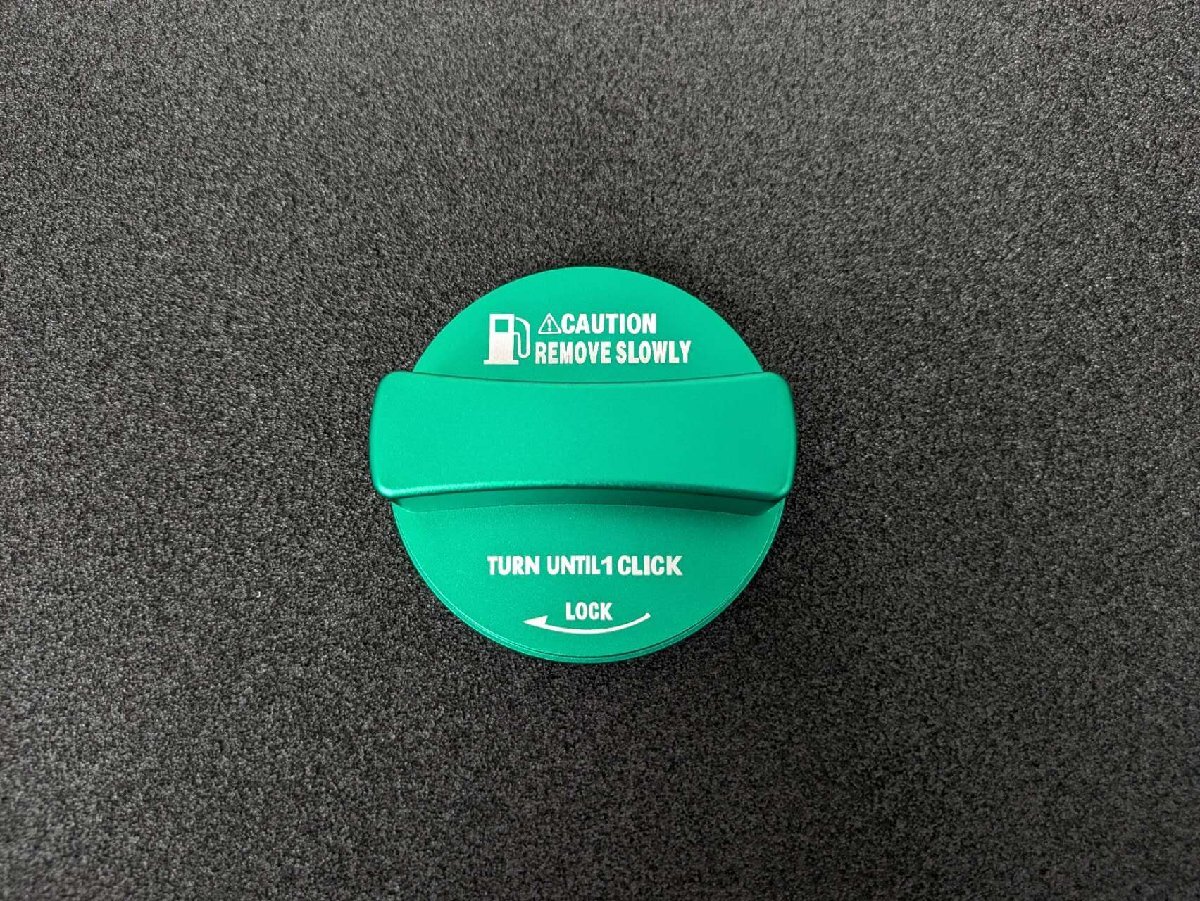 CAUTION
REMOVE SLOWLY
TURN UNTIL1 CLICK
LOCK